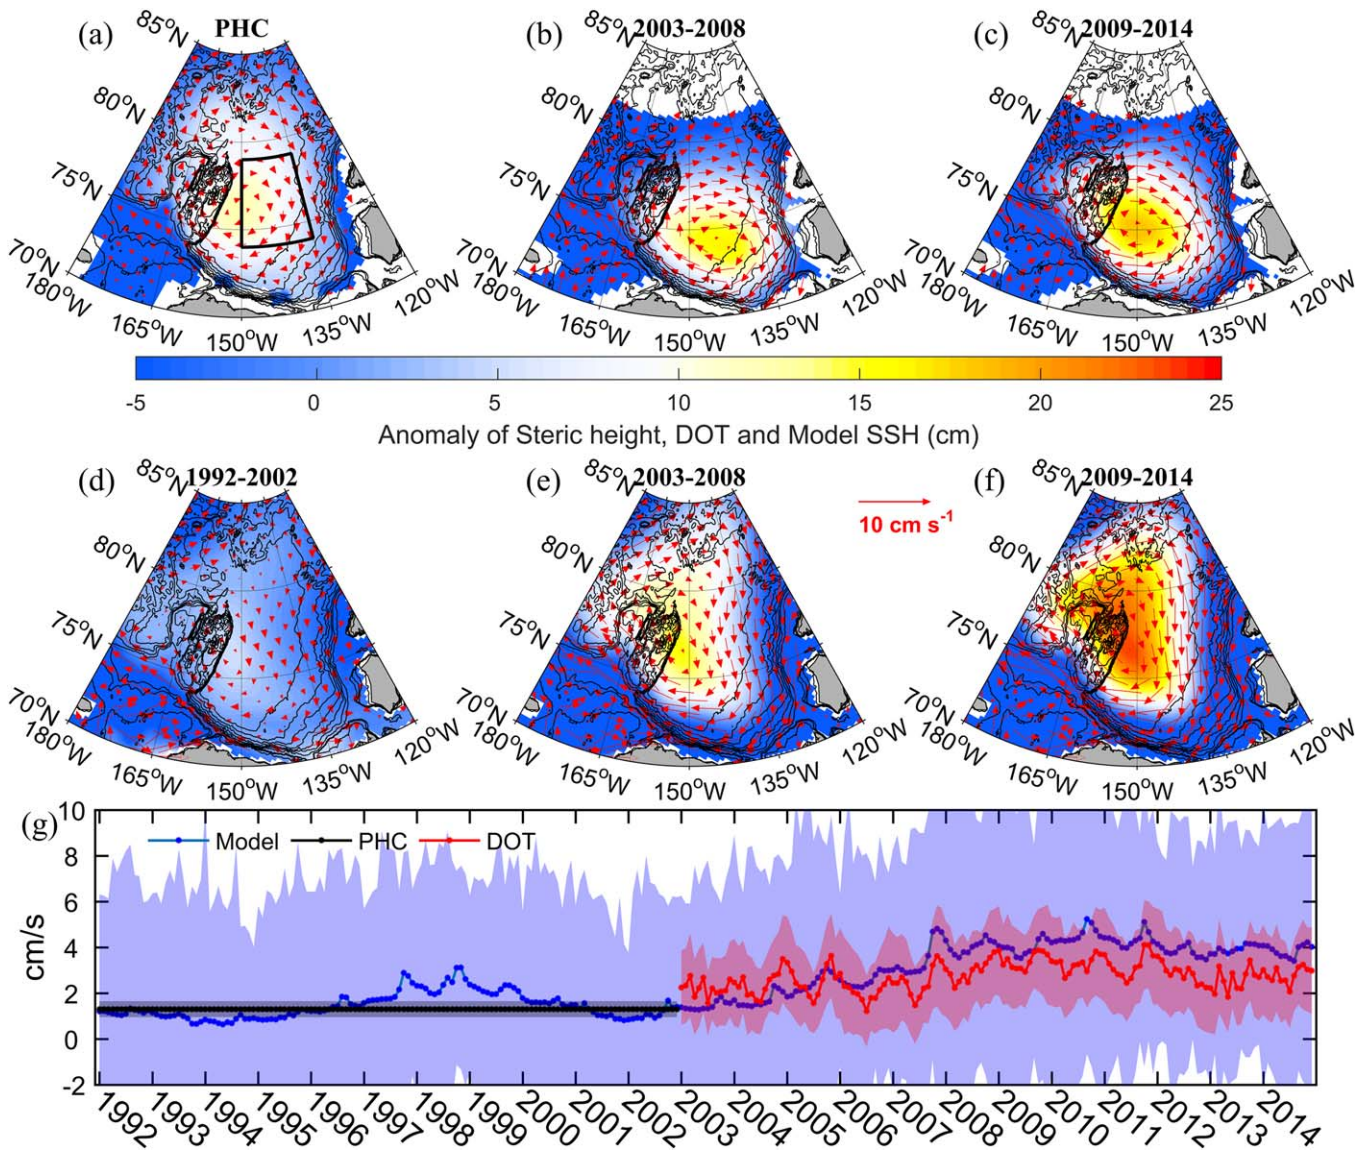 (a) PHC (b) 2003-2008 (c) 2009-2014
85°N 85°N 85°N
80°N 80°N 80°N
75°N 75°N 75°N
70°N 70°N 70°N
180°W 165°W 150°W 135°W 120°W 180°W 165°W 150°W 135°W 120°W 180°W 165°W 150°W 135°W 120°W
-5 0 5 10 15 20 25
Anomaly of Steric height, DOT and Model SSH (cm)
(d) 1992-2002 (e) 2003-2008 (f) 2009-2014
85°N 85°N 85°N
10 cm s⁻¹
80°N 80°N 80°N
75°N 75°N 75°N
70°N 70°N 70°N
180°W 165°W 150°W 135°W 120°W 180°W 165°W 150°W 135°W 120°W 180°W 165°W 150°W 135°W 120°W
(g)
Model PHC DOT
cm/s
10
8
6
4
2
0
-2
1992 1993 1994 1995 1996 1997 1998 1999 2000 2001 2002 2003 2004 2005 2006 2007 2008 2009 2010 2011 2012 2013 2014